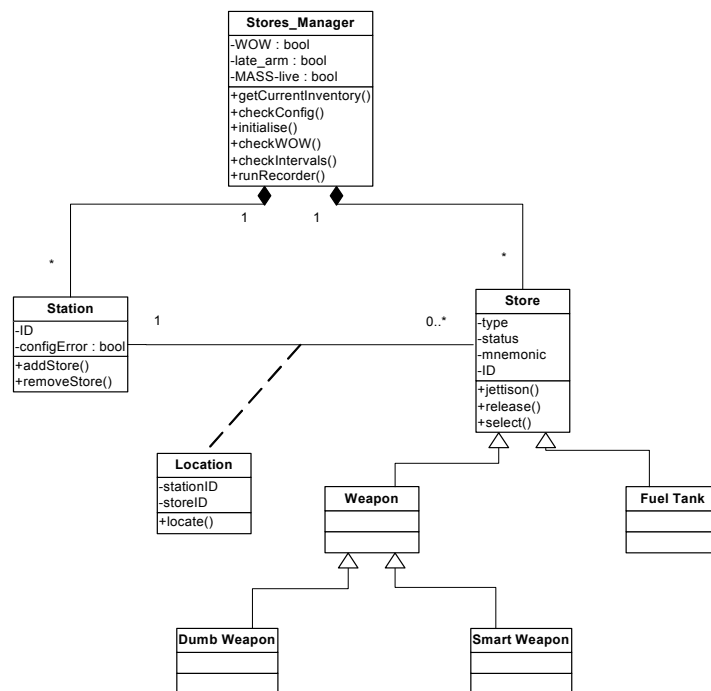 Stores_Manager
-WOW : bool
-late_arm : bool
-MASS-live : bool
+getCurrentInventory()
+checkConfig()
+initialise()
+checkWOW()
+checkIntervals()
+runRecorder()
1
1
*
*
Station
-ID
-configError : bool
+addStore()
+removeStore()
1
0..*
Store
-type
-status
-mnemonic
-ID
+jettison()
+release()
+select()
Location
-stationID
-storeID
+locate()
Weapon
Fuel Tank
Dumb Weapon
Smart Weapon